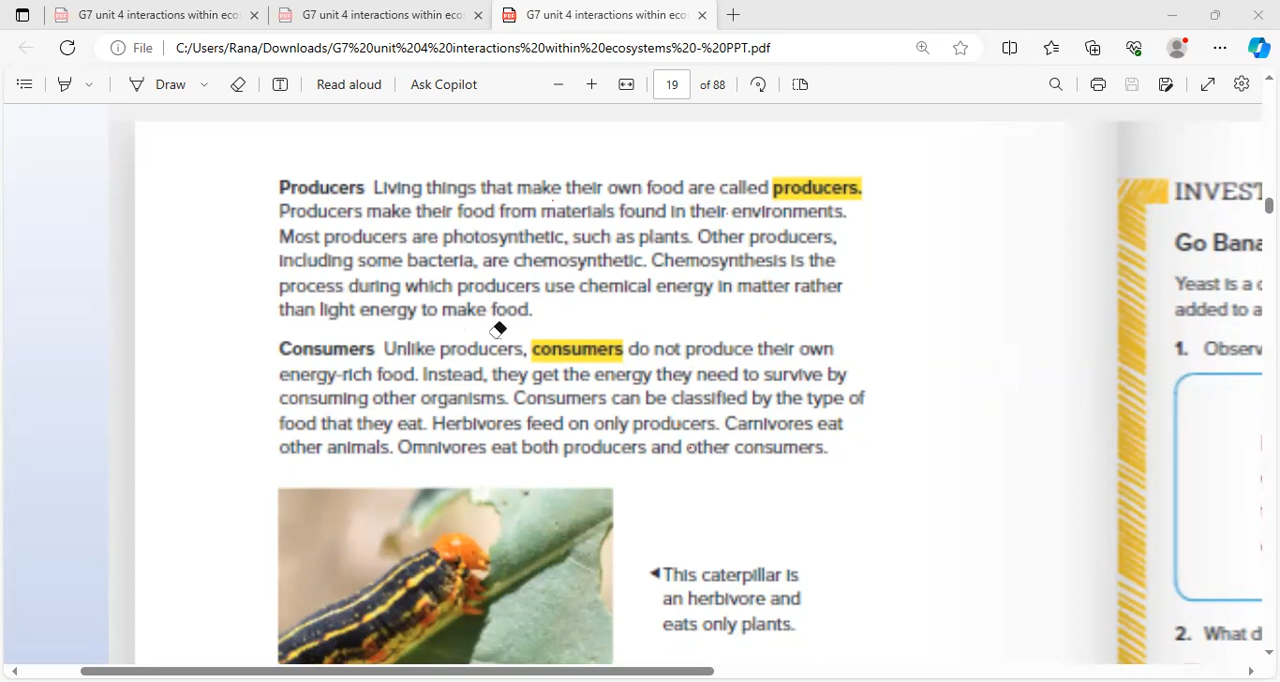 G7 unit 4 interactions within ecos
G7 unit 4 interactions within ecos
G7 unit 4 interactions within ecos
File
C:/Users/Rana/Downloads/G7%20unit%204%20interactions%20within%20ecosystems%20-%20PPT.pdf
Draw
Read aloud
Ask Copilot
19 of 88
Producers Living things that make their own food are called producers.
Producers make their food from materials found in their environments.
Most producers are photosynthetic, such as plants. Other producers,
including some bacteria, are chemosynthetic. Chemosynthesis is the
process during which producers use chemical energy in matter rather
than light energy to make food.
Consumers Unlike producers, consumers do not produce their own
energy-rich food. Instead, they get the energy they need to survive by
consuming other organisms. Consumers can be classified by the type of
food that they eat. Herbivores feed on only producers. Carnivores eat
other animals. Omnivores eat both producers and other consumers.
This caterpillar is
an herbivore and
eats only plants.
INVEST
Go Bana
Yeast is a
added to a
1. Observ
2. What d